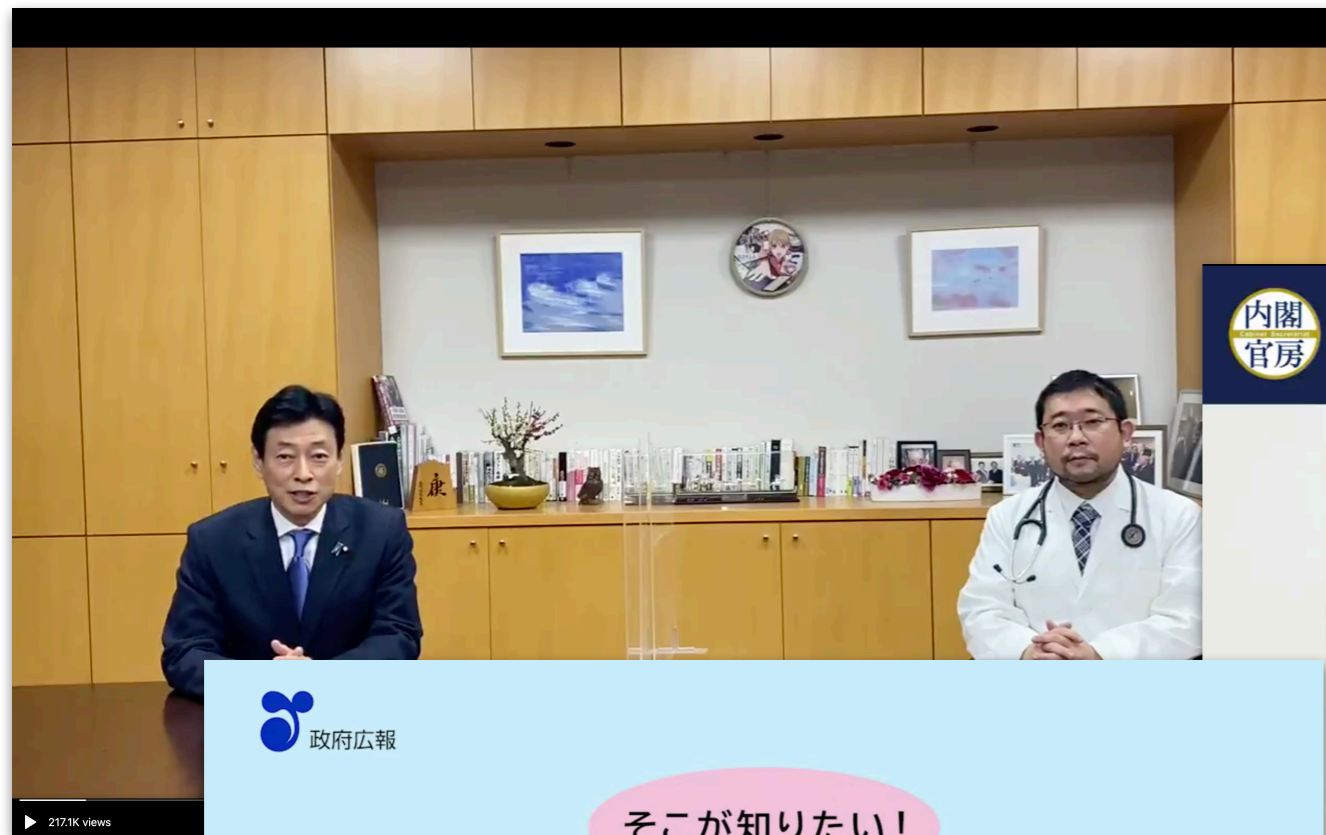 康
内閣
Cabinet Secretariat
官房
政府広報
そこが知りたい!
217.1K views